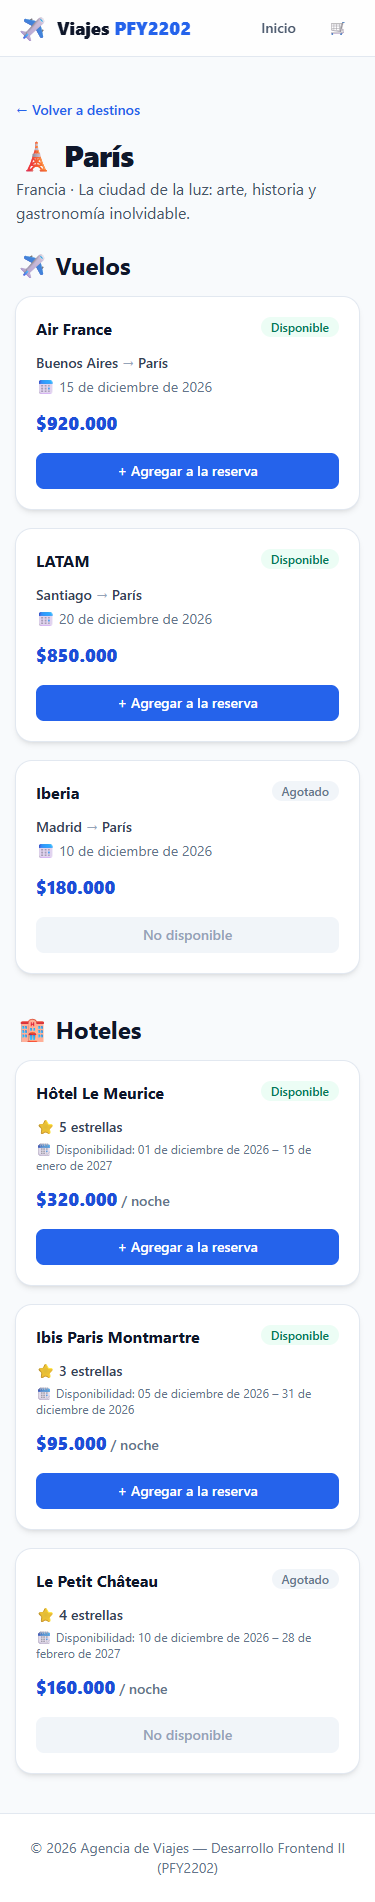 Viajes PFY2202
Inicio
← Volver a destinos
París
Francia · La ciudad de la luz: arte, historia y
gastronomía inolvidable.
Vuelos
Air France
Disponible
Buenos Aires → París
15 de diciembre de 2026
$920.000
+ Agregar a la reserva
LATAM
Disponible
Santiago → París
20 de diciembre de 2026
$850.000
+ Agregar a la reserva
Iberia
Agotado
Madrid → París
10 de diciembre de 2026
$180.000
No disponible
Hoteles
Hôtel Le Meurice
Disponible
5 estrellas
Disponibilidad: 01 de diciembre de 2026 – 15 de
enero de 2027
$320.000 / noche
+ Agregar a la reserva
Ibis Paris Montmartre
Disponible
3 estrellas
Disponibilidad: 05 de diciembre de 2026 – 31 de
diciembre de 2026
$95.000 / noche
+ Agregar a la reserva
Le Petit Château
Agotado
4 estrellas
Disponibilidad: 10 de diciembre de 2026 – 28 de
febrero de 2027
$160.000 / noche
No disponible
© 2026 Agencia de Viajes — Desarrollo Frontend II
(PFY2202)